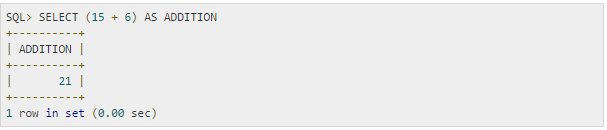 SQL> SELECT (15 + 6) AS ADDITION
+----------+
| ADDITION |
+----------+
|       21 |
+----------+
1 row in set (0.00 sec)